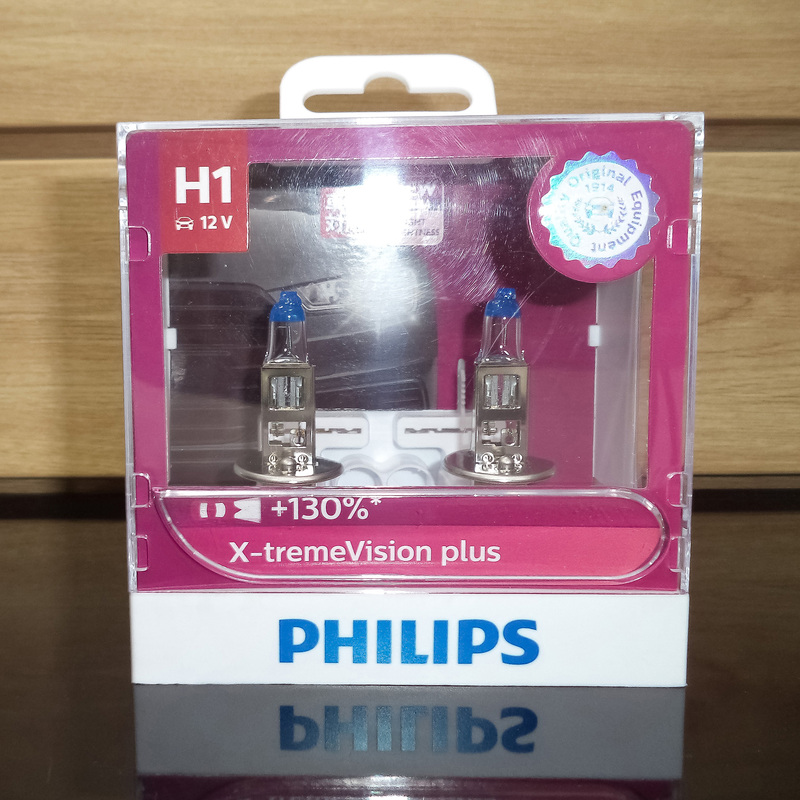 H1
12 V
Quality Original Equipment
1914
+130%*
X-tremeVision plus
PHILIPS